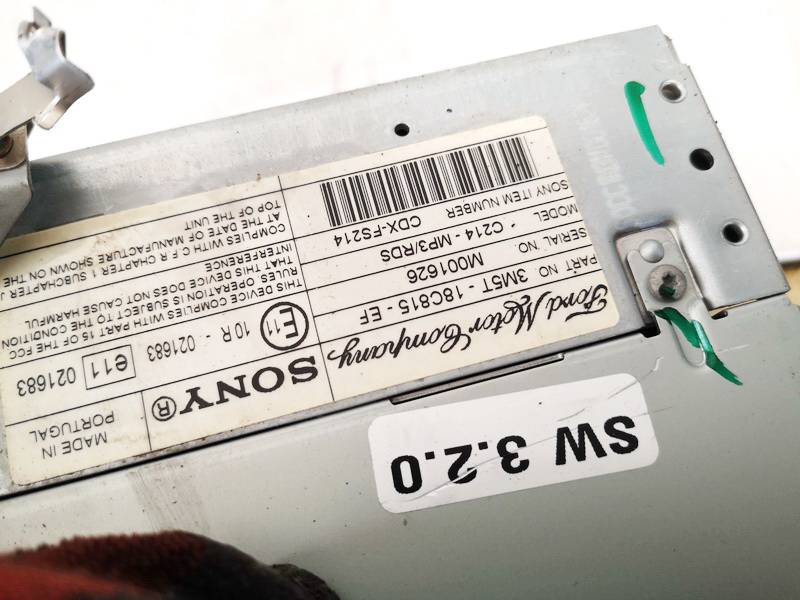 SW 3.2.0
Ford Motor Company
SONY®
MADE IN
PORTUGAL
PART NO 3M5T - 18C815 - EF
SERIAL NO. M001626
MODEL · C214 - MP3/RDS
SONY ITEM NUMBER CDX-FS214
E11 10 R - 021683
e11 021683
THIS DEVICE COMPLIES WITH PART 15 OF THE FCC
RULES OPERATION IS SUBJECT TO THE CONDITION
THAT THIS DEVICE DOES NOT CAUSE HARMFUL
INTERFERENCE
COMPLIES WITH C.F.R CHAPTER 1 SUBCHAPTER J
AT THE DATE OF MANUFACTURE SHOWN ON THE
TOP OF THE UNIT